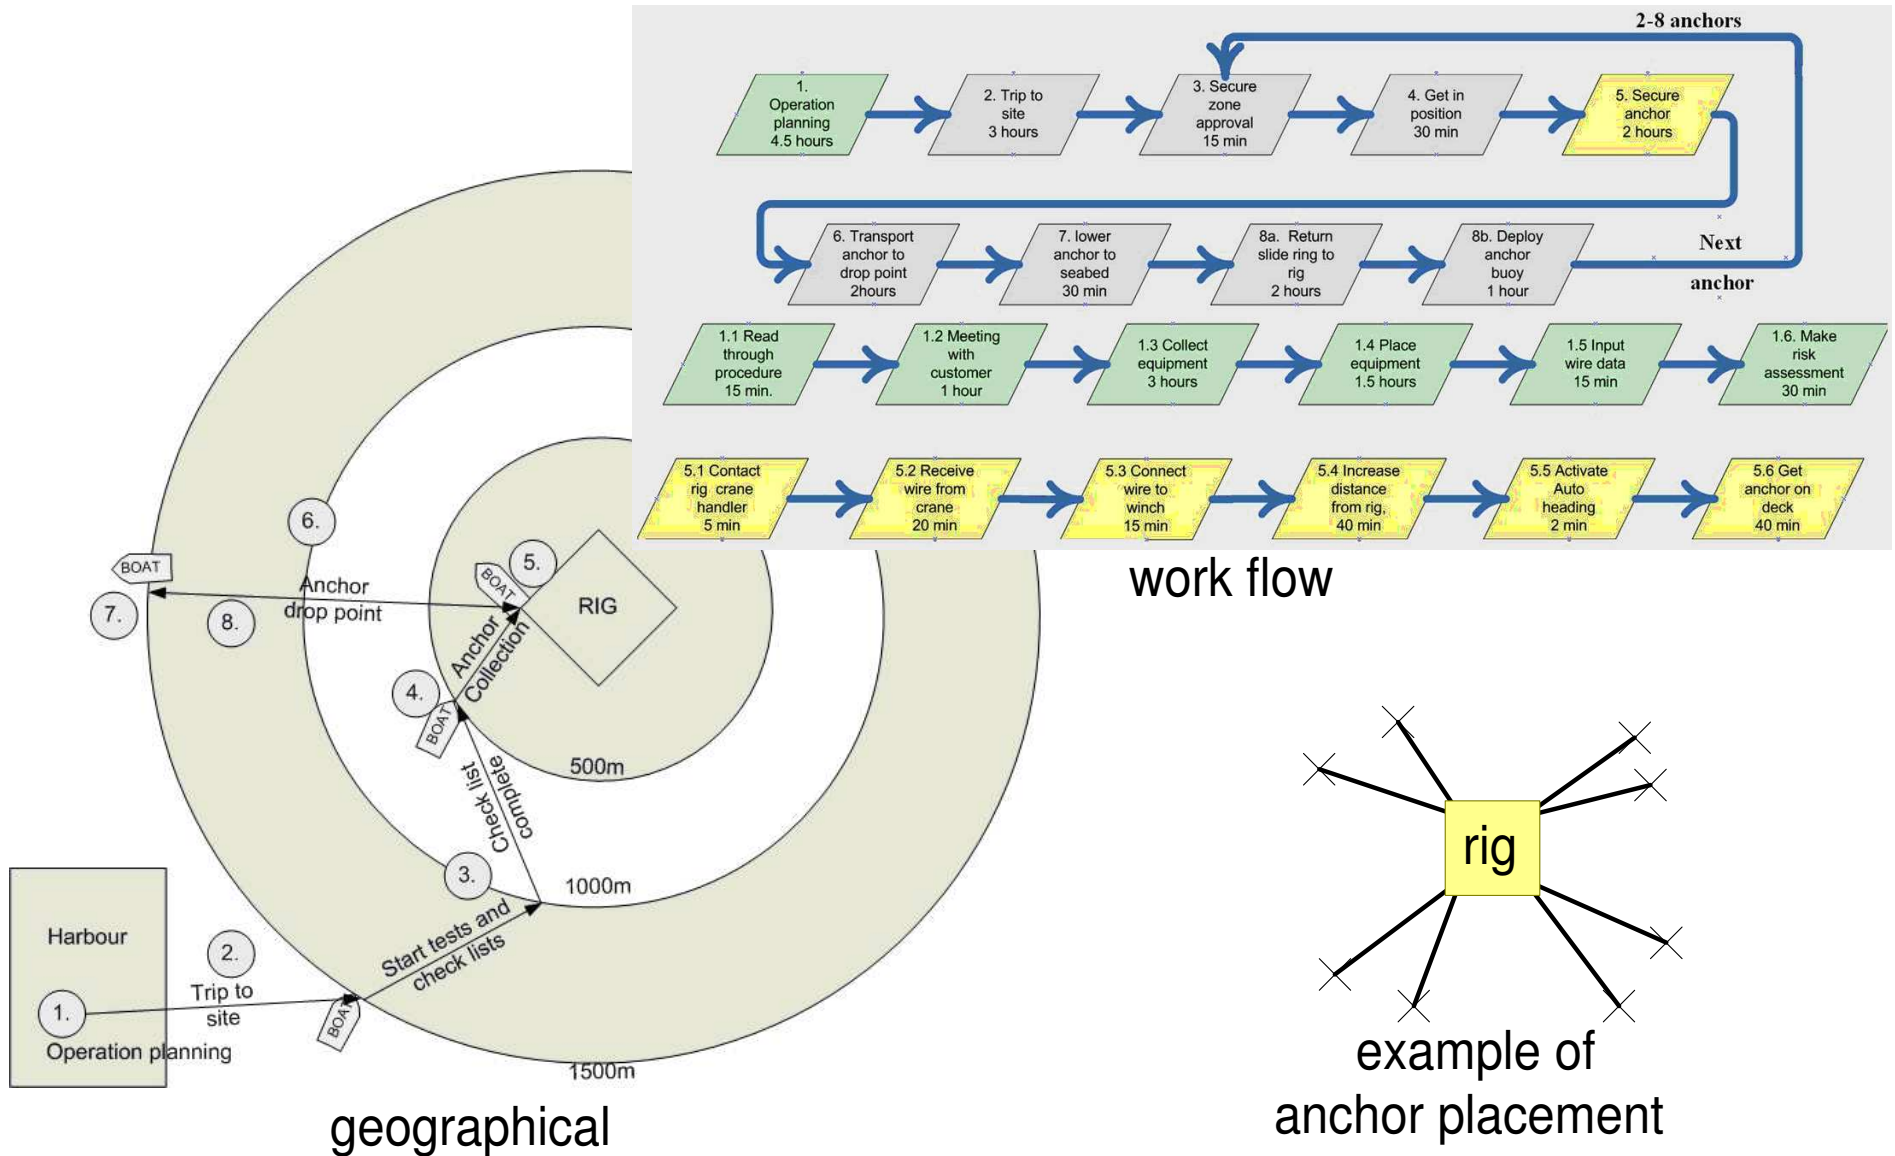 2-8 anchors
1.
Operation
planning
4.5 hours
2. Trip to
site
3 hours
3. Secure
zone
approval
15 min
4. Get in
position
30 min
5. Secure
anchor
2 hours
6. Transport
anchor to
drop point
2hours
7. lower
anchor to
seabed
30 min
8a. Return
slide ring to
rig
2 hours
8b. Deploy
anchor
buoy
1 hour
Next
anchor
1.1 Read
through
procedure
15 min.
1.2 Meeting
with
customer
1 hour
1.3 Collect
equipment
3 hours
1.4 Place
equipment
1.5 hours
1.5 Input
wire data
15 min
1.6. Make
risk
assessment
30 min
5.1 Contact
rig crane
handler
5 min
5.2 Receive
wire from
crane
20 min
5.3 Connect
wire to
winch
15 min
5.4 Increase
distance
from rig,
40 min
5.5 Activate
Auto
heading
2 min
5.6 Get
anchor on
deck
40 min
work flow
6.
BOAT
7.
8.
Anchor
drop point
5.
BOAT
RIG
Anchor
Collection
4.
BOAT
500m
Check list
complete
3.
1000m
Start tests and
check lists
Harbour
2.
Trip to
site
1.
BOAT
Operation planning
1500m
geographical
rig
example of
anchor placement